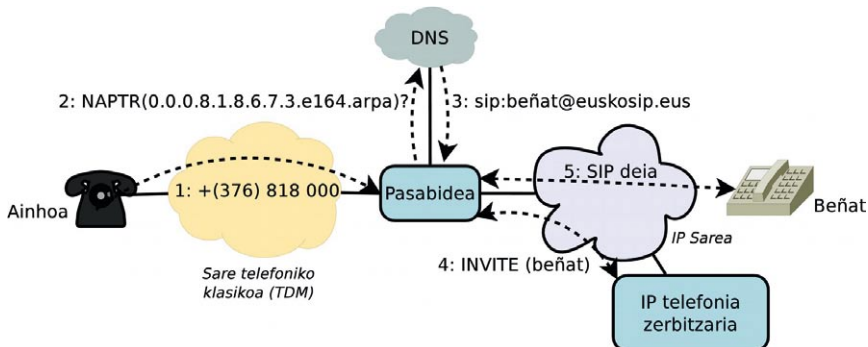 DNS
2: NAPTR(0.0.0.8.1.8.6.7.3.e164.arpa)?
3: sip:beñat@euskosip.eus
1: +(376) 818 000
Pasabidea
5: SIP deia
Ainhoa
Beñat
IP Sarea
Sare telefoniko
klasikoa (TDM)
4: INVITE (beñat)
IP telefonia
zerbitzaria